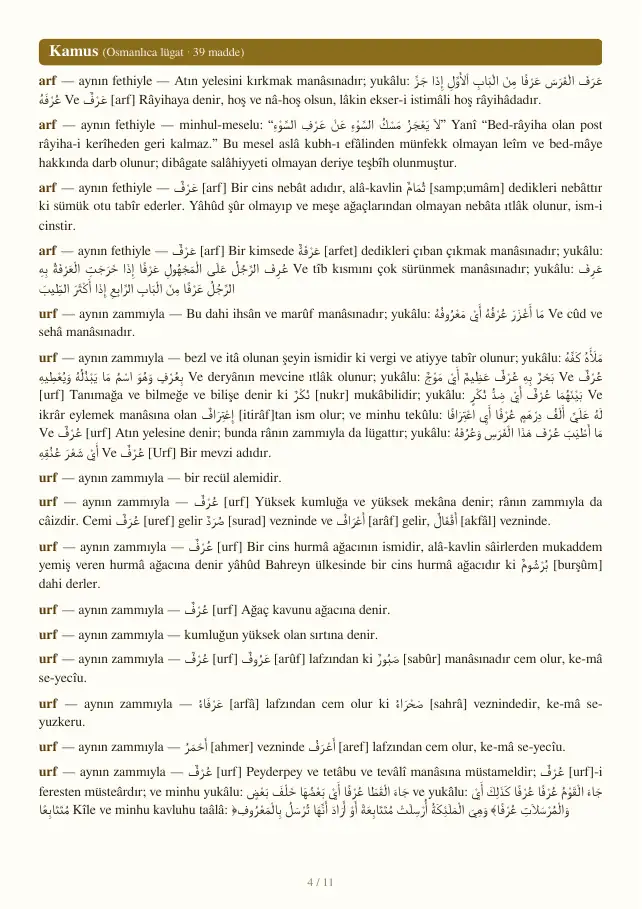 Kamus (Osmanlıca lügat · 39 madde)
arf — aynın fethiyle — Atın yelesini kırkmak manâsınadır; yukâlu: عَرَفَ الْفَرَسَ عَرْفًا مِنَ الْبَابِ الْأَوَّلِ إِذَا جَزَّ
عُرْفَهُ Ve عَرْفٌ [arf] Râyihaya denir, hoş ve nâ-hoş olsun, lâkin ekser-i istimâli hoş râyihâdadır.
arf — aynın fethiyle — minhul-meselu: “لَا يَعْجَزُ مَسْكُ السَّوْءِ عَنْ عَرْفِ السَّوْءِ” Yanî “Bed-râyiha olan post
râyiha-i kerîheden geri kalmaz.” Bu mesel aslâ kubh-ı efâlinden münfekk olmayan leîm ve bed-mâye
hakkında darb olunur; dibâgate salâhiyyeti olmayan deriye teşbîh olunmuştur.
arf — aynın fethiyle — عَرْفٌ [arf] Bir cins nebât adıdır, alâ-kavlin ثُمَامٌ [samp;umâm] dedikleri nebâttır
ki sümük otu tabîr ederler. Yâhûd şûr olmayıp ve meşe ağaçlarından olmayan nebâta ıtlâk olunur, ism-i
cinstir.
arf — aynın fethiyle — عَرْفٌ [arf] Bir kimsede عَرْفَةٌ [arfet] dedikleri çıban çıkmak manâsınadır; yukâlu:
عُرِفَ الرَّجُلُ عَلَى الْمَجْهُولِ عَرْفًا إِذَا خَرَجَتِ الْعَرْفَةُ بِهِ Ve tîb kısmını çok sürünmek manâsınadır; yukâlu: عَرِفَ
الرَّجُلُ عَرْفًا مِنَ الْبَابِ الرَّابِعِ إِذَا أَكْثَرَ الطِّيبَ
urf — aynın zammıyla — Bu dahi ihsân ve marûf manâsınadır; yukâlu: مَا أَغْزَرَ عُرْفُهُ أَيْ مَعْرُوفُهُ Ve cûd ve
sehâ manâsınadır.
urf — aynın zammıyla — bezl ve itâ olunan şeyin ismidir ki vergi ve atiyye tabîr olunur; yukâlu: مَلَأَهُ كَفَّهُ
بِعُرْفٍ وَهُوَ اسْمُ مَا يَبْذُلُهُ وَيُعْطِيهِ Ve deryânın mevcine ıtlâk olunur; yukâlu: بَحْرٌ بِهِ عُرْفٌ عَظِيمٌ أَيْ مَوْجٌ Ve عُرْفٌ
[urf] Tanımağa ve bilmeğe ve bilişe denir ki نُكْرٌ [nukr] mukâbilidir; yukâlu: بَيْنَهُمَا عُرْفٌ أَيْ ضِدُّ نُكْرٍ Ve
ikrâr eylemek manâsına olan إِعْتِرَافٌ [itirâf]tan ism olur; ve minhu tekûlu: لَهُ عَلَيَّ أَلْفُ دِرْهَمٍ عُرْفًا أَيِ اعْتِرَافًا
Ve عُرْفٌ [urf] Atın yelesine denir; bunda rânın zammıyla da lügattır; yukâlu: مَا أَطْيَبَ عُرْفَ هَذَا الْفَرَسِ وَعُرُفَهُ
أَيْ شَعْرَ عُنُقِهِ Ve عُرْفٌ [Urf] Bir mevzi adıdır.
urf — aynın zammıyla — bir recül alemidir.
urf — aynın zammıyla — عُرْفٌ [urf] Yüksek kumluğa ve yüksek mekâna denir; rânın zammıyla da
câizdir. Cemi عُرَفٌ [uref] gelir صُرَدٌ [surad] vezninde ve أَعْرَافٌ [arâf] gelir, أَقْفَالٌ [akfâl] vezninde.
urf — aynın zammıyla — عُرْفٌ [urf] Bir cins hurmâ ağacının ismidir, alâ-kavlin sâirlerden mukaddem
yemiş veren hurmâ ağacına denir yâhûd Bahreyn ülkesinde bir cins hurmâ ağacıdır ki بُرْشُومٌ [burşûm]
dahi derler.
urf — aynın zammıyla — عُرْفٌ [urf] Ağaç kavunu ağacına denir.
urf — aynın zammıyla — kumluğun yüksek olan sırtına denir.
urf — aynın zammıyla — عُرْفٌ [urf] عَرُوفٌ [arûf] lafzından ki صَبُورٌ [sabûr] manâsınadır cem olur, ke-mâ
se-yecîu.
urf — aynın zammıyla — عَرْفَاءُ [arfâ] lafzından cem olur ki صَحْرَاءُ [sahrâ] veznindedir, ke-mâ se-
yuzkeru.
urf — aynın zammıyla — أَحْمَرُ [ahmer] vezninde أَعْرَفُ [aref] lafzından cem olur, ke-mâ se-yecîu.
urf — aynın zammıyla — عُرْفٌ [urf] Peyderpey ve tetâbu ve tevâlî manâsına müstameldir; عُرْفٌ [urf]-i
feresten müsteârdır; ve minhu yukâlu: جَاءَ الْقَطَا عُرْفًا أَيْ بَعْضُهَا خَلْفَ بَعْضٍ ve yukâlu: جَاءَ الْقَوْمُ عُرْفًا عُرْفًا كَذَلِكَ أَيْ
مُتَتَابِعًا Kîle ve minhu kavluhu taâlâ: ﴿وَالْمُرْسَلَاتِ عُرْفًا﴾ وَهِيَ الْمَلَئِكَةُ أُرْسِلَتْ مُتَتَابِعَةً أَوْ أَرَادَ أَنَّهَا تُرْسَلُ بِالْمَعْرُوفِ
4 / 11